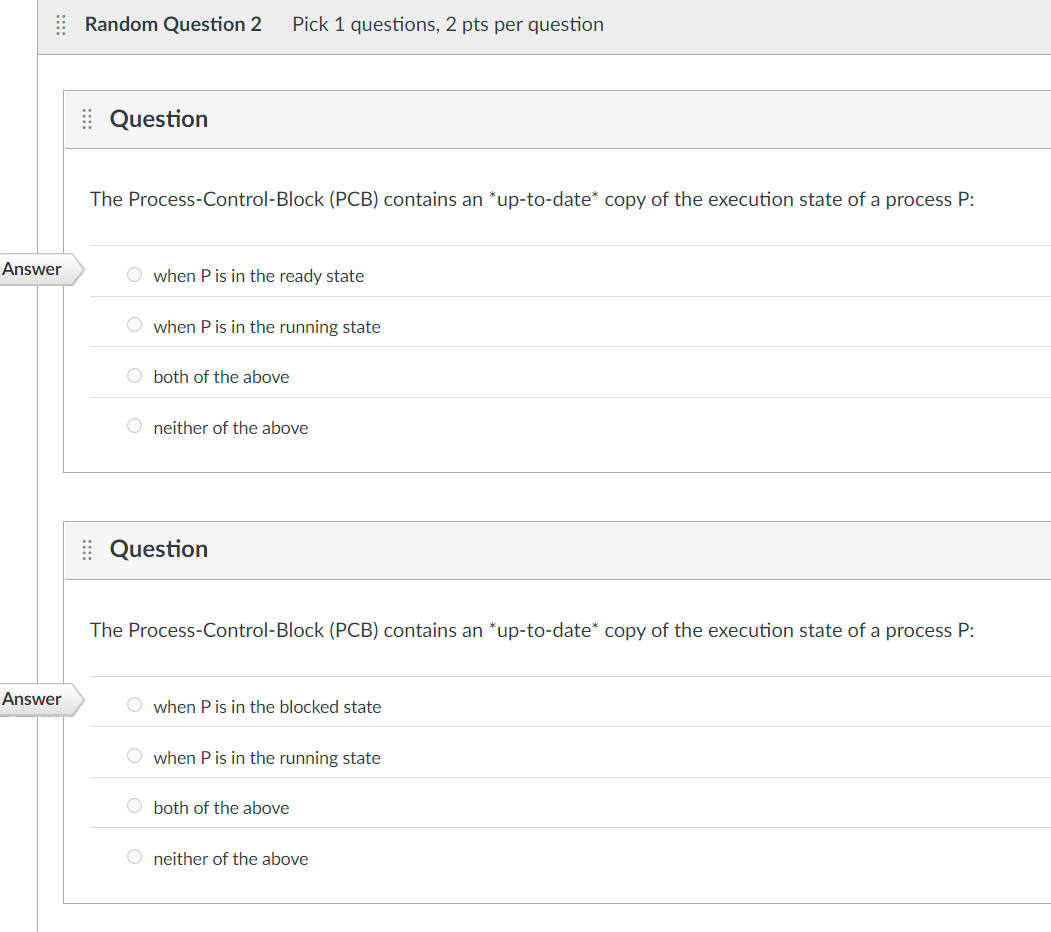 Random Question 2 Pick 1 questions, 2 pts per question
Question
The Process-Control-Block (PCB) contains an *up-to-date* copy of the execution state of a process P:
Answer
when P is in the ready state
when P is in the running state
both of the above
neither of the above
Question
The Process-Control-Block (PCB) contains an *up-to-date* copy of the execution state of a process P:
Answer
when P is in the blocked state
when P is in the running state
both of the above
neither of the above